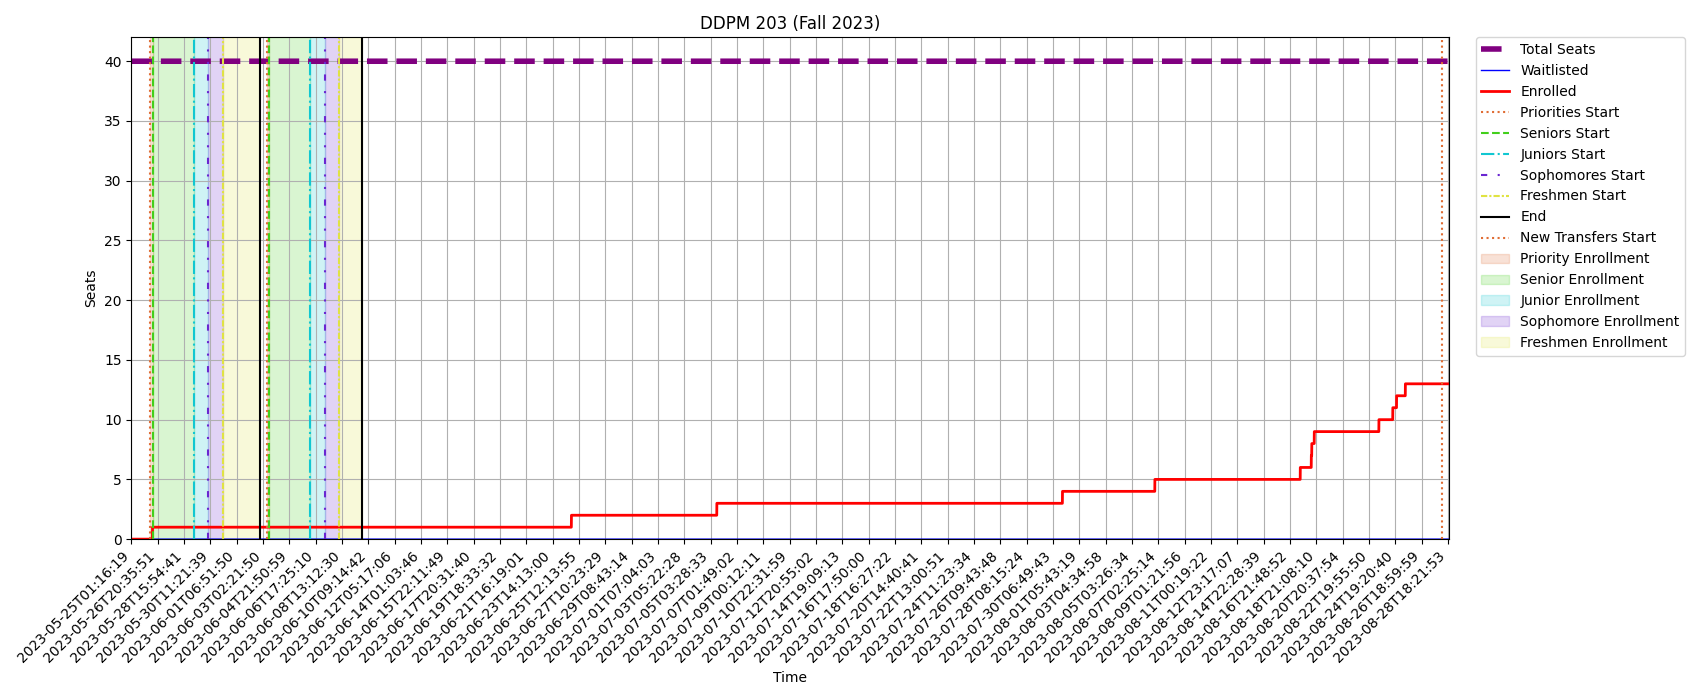 DDPM 203 (Fall 2023)
Seats
40
35
30
25
20
15
10
5
0
2023-05-25T01:16:19
2023-05-26T20:35:51
2023-05-28T15:54:41
2023-05-30T11:21:39
2023-06-01T06:51:50
2023-06-03T02:21:50
2023-06-04T21:50:59
2023-06-06T17:25:10
2023-06-08T13:12:30
2023-06-10T09:14:42
2023-06-12T05:17:06
2023-06-14T01:03:46
2023-06-15T22:11:49
2023-06-17T20:31:40
2023-06-19T18:33:32
2023-06-21T16:19:01
2023-06-23T14:13:00
2023-06-25T12:13:55
2023-06-27T10:23:29
2023-06-29T08:43:14
2023-07-01T07:04:03
2023-07-03T05:22:28
2023-07-05T03:28:33
2023-07-07T01:49:02
2023-07-09T00:12:11
2023-07-10T22:31:59
2023-07-12T20:55:02
2023-07-14T19:09:13
2023-07-16T17:50:00
2023-07-18T16:27:22
2023-07-20T14:40:41
2023-07-22T13:00:51
2023-07-24T11:23:34
2023-07-26T09:43:48
2023-07-28T08:15:24
2023-07-30T06:49:43
2023-08-01T05:43:19
2023-08-03T04:34:58
2023-08-05T03:26:34
2023-08-07T02:25:14
2023-08-09T01:21:56
2023-08-11T00:19:22
2023-08-12T23:17:07
2023-08-14T22:28:39
2023-08-16T21:48:52
2023-08-18T21:08:10
2023-08-20T20:37:54
2023-08-22T19:55:50
2023-08-24T19:20:40
2023-08-26T18:59:59
2023-08-28T18:21:53
Time
Total Seats
Waitlisted
Enrolled
Priorities Start
Seniors Start
Juniors Start
Sophomores Start
Freshmen Start
End
New Transfers Start
Priority Enrollment
Senior Enrollment
Junior Enrollment
Sophomore Enrollment
Freshmen Enrollment